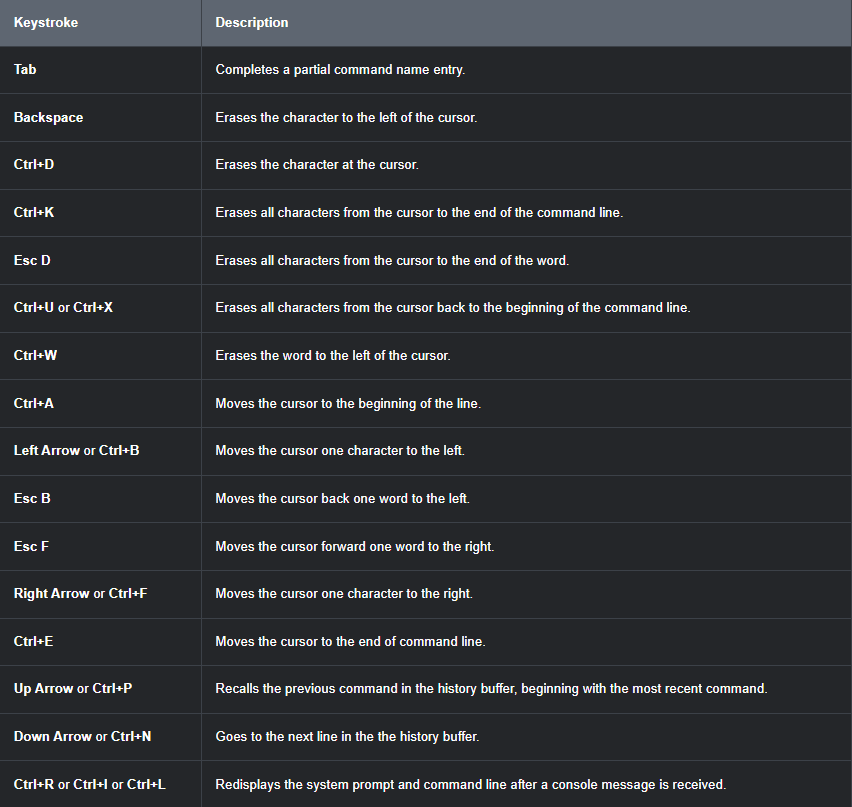 Keystroke Description
Tab Completes a partial command name entry.
Backspace Erases the character to the left of the cursor.
Ctrl+D Erases the character at the cursor.
Ctrl+K Erases all characters from the cursor to the end of the command line.
Esc D Erases all characters from the cursor to the end of the word.
Ctrl+U or Ctrl+X Erases all characters from the cursor back to the beginning of the command line.
Ctrl+W Erases the word to the left of the cursor.
Ctrl+A Moves the cursor to the beginning of the line.
Left Arrow or Ctrl+B Moves the cursor one character to the left.
Esc B Moves the cursor back one word to the left.
Esc F Moves the cursor forward one word to the right.
Right Arrow or Ctrl+F Moves the cursor one character to the right.
Ctrl+E Moves the cursor to the end of command line.
Up Arrow or Ctrl+P Recalls the previous command in the history buffer, beginning with the most recent command.
Down Arrow or Ctrl+N Goes to the next line in the the history buffer.
Ctrl+R or Ctrl+I or Ctrl+L Redisplays the system prompt and command line after a console message is received.